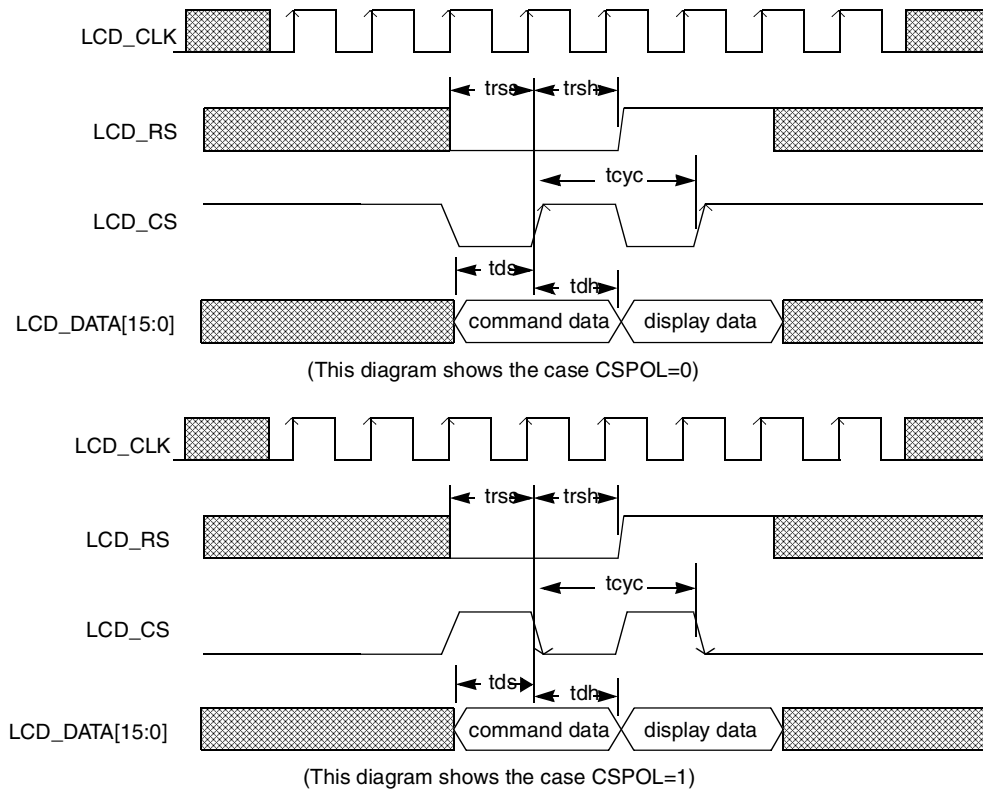 LCD_CLK
trss trsh
LCD_RS
tcyc
LCD_CS
tds
tdh
LCD_DATA[15:0] command data display data
(This diagram shows the case CSPOL=0)
LCD_CLK
trss trsh
LCD_RS
tcyc
LCD_CS
tds
tdh
LCD_DATA[15:0] command data display data
(This diagram shows the case CSPOL=1)